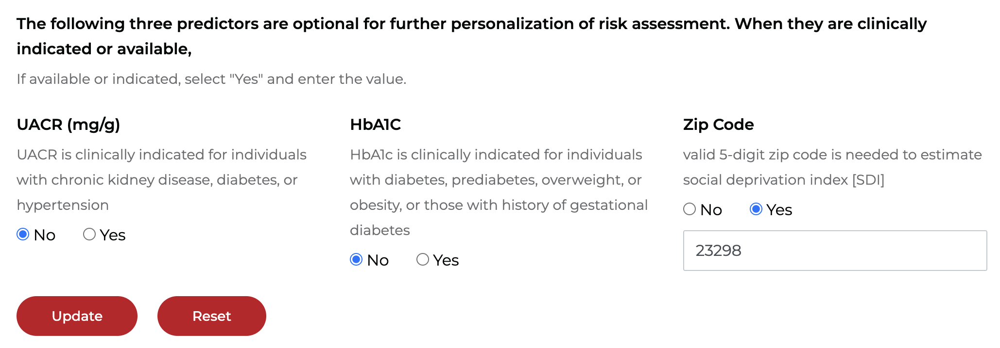 The following three predictors are optional for further personalization of risk assessment. When they are clinically
indicated or available,
If available or indicated, select "Yes" and enter the value.
UACR (mg/g)
UACR is clinically indicated for individuals
with chronic kidney disease, diabetes, or
hypertension
No Yes
HbA1C
HbA1c is clinically indicated for individuals
with diabetes, prediabetes, overweight, or
obesity, or those with history of gestational
diabetes
No Yes
Zip Code
valid 5-digit zip code is needed to estimate
social deprivation index [SDI]
No Yes
23298
Update Reset